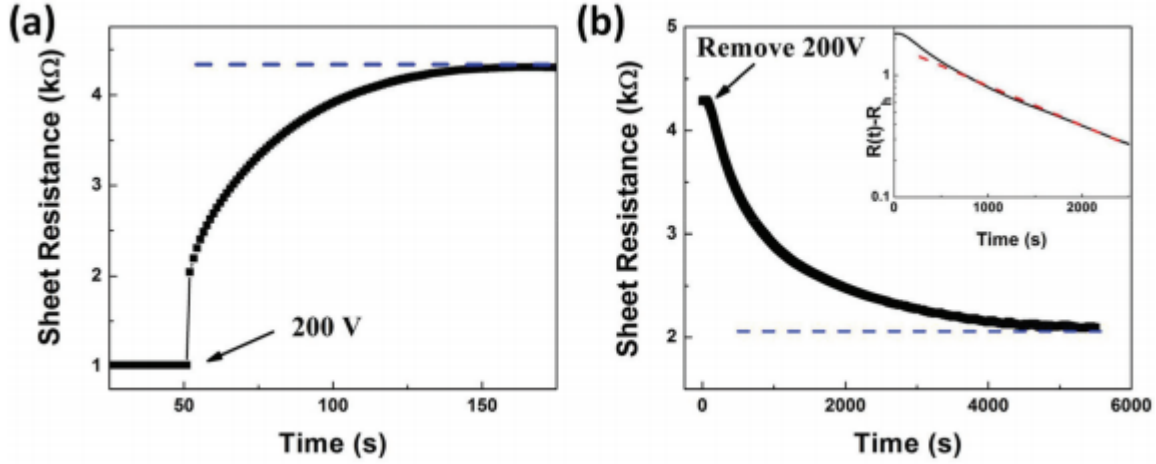 (a)
Sheet Resistance (kΩ)
4
3
2
1
200 V
50
100
150
Time (s)
(b)
Sheet Resistance (kΩ)
5
4
3
2
Remove 200V
0
2000
4000
6000
Time (s)
R(t)-R
1
0.1
0
1000
2000
Time (s)